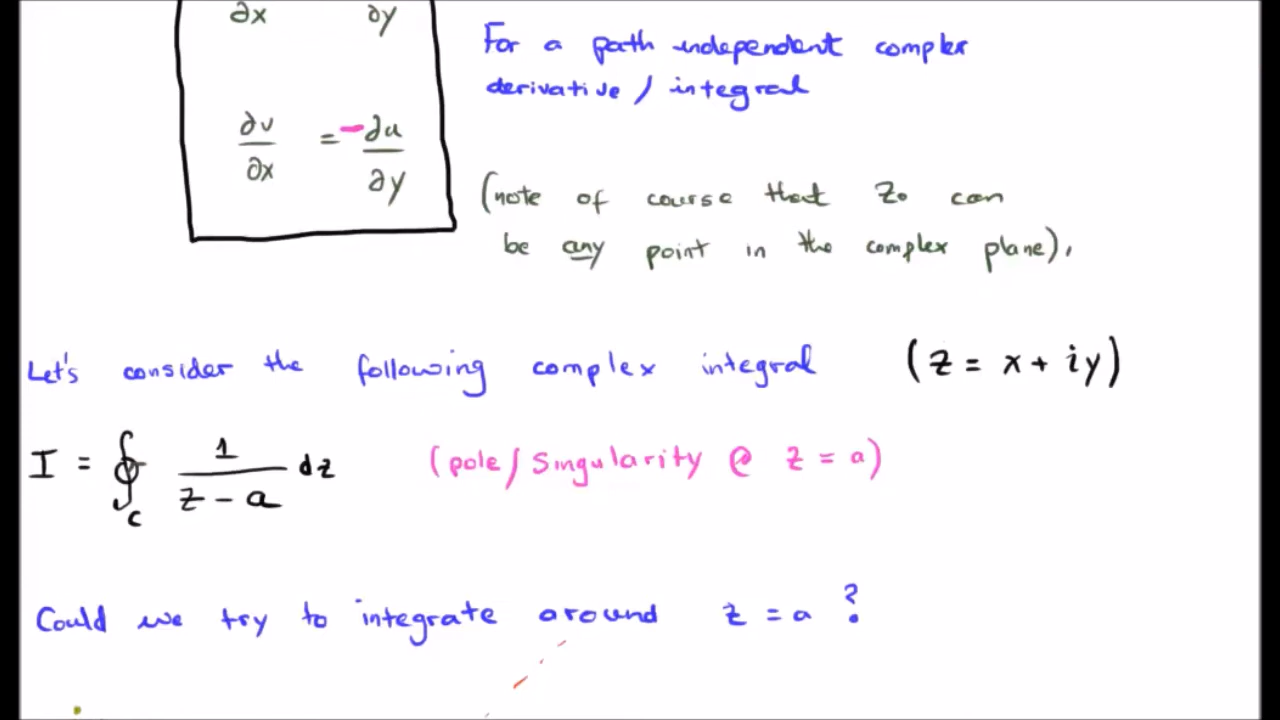 ∂x ∂y
For a path independent complex
derivative / integral
∂v/∂x = -∂u/∂y
(note of course that z₀ can
be any point in the complex plane).
Let's consider the following complex integral (z = x + iy)
I = ∮_C 1/(z - a) dz (pole/singularity @ z = a)
Could we try to integrate around z = a ?